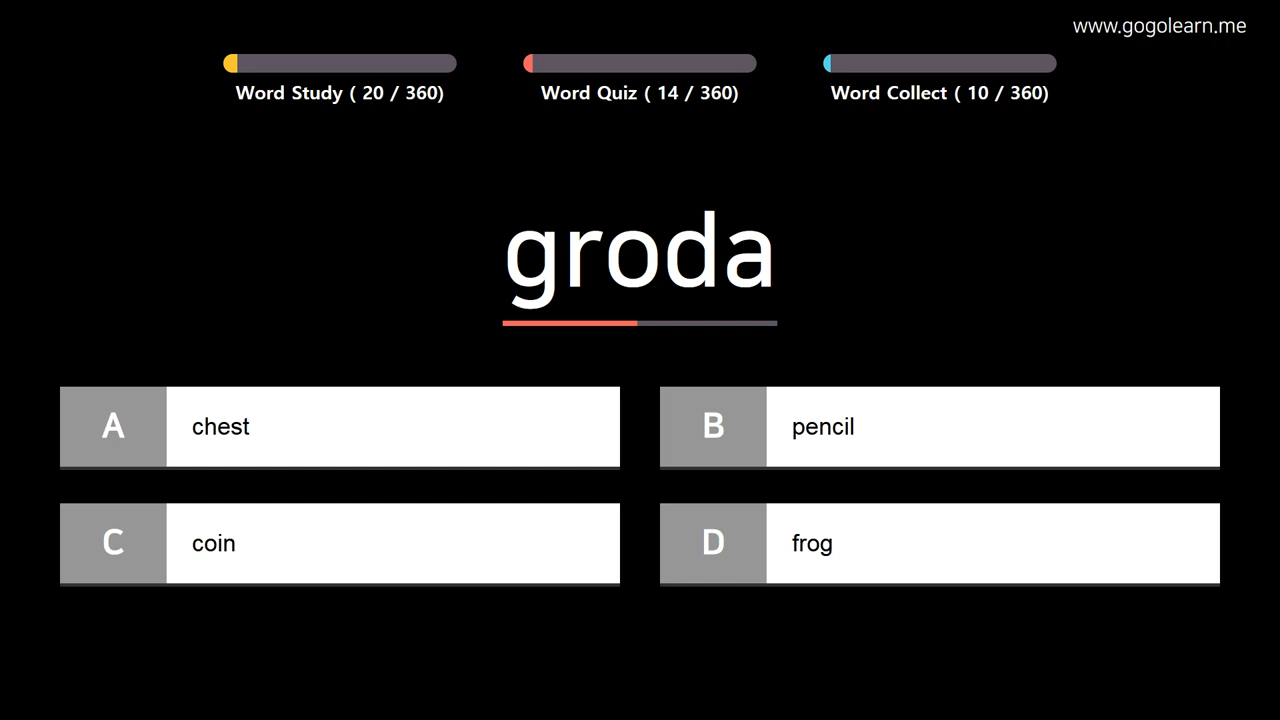 www.gogolearn.me
Word Study ( 20 / 360)
Word Quiz ( 14 / 360)
Word Collect ( 10 / 360)
groda
A chest
B pencil
C coin
D frog